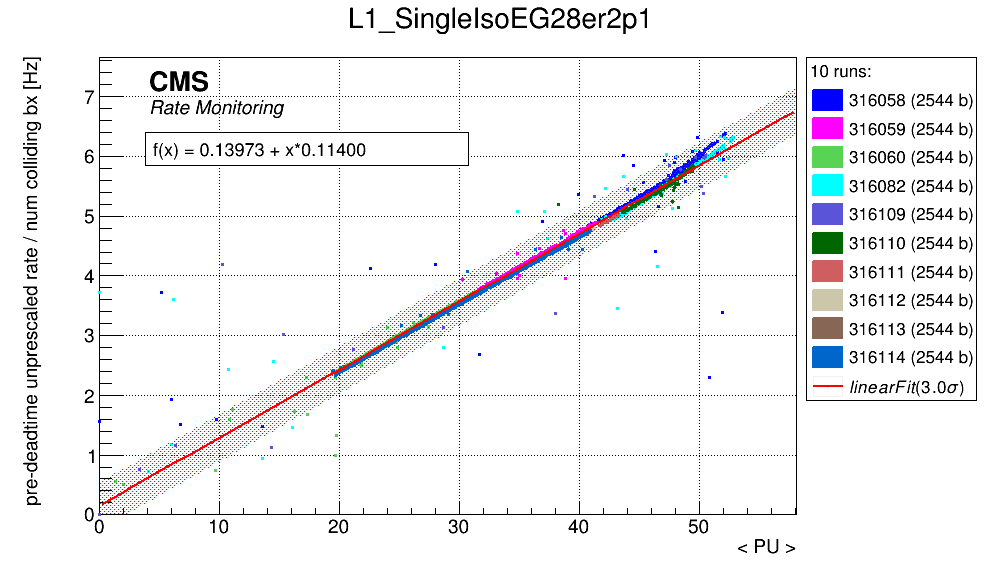 L1_SingleIsoEG28er2p1
pre-deadtime unprescaled rate / num colliding bx [Hz]
CMS
Rate Monitoring
f(x) = 0.13973 + x*0.11400
7
6
5
4
3
2
1
0
0 10 20 30 40 50
< PU >
10 runs:
316058 (2544 b)
316059 (2544 b)
316060 (2544 b)
316082 (2544 b)
316109 (2544 b)
316110 (2544 b)
316111 (2544 b)
316112 (2544 b)
316113 (2544 b)
316114 (2544 b)
linearFit(3.0σ)